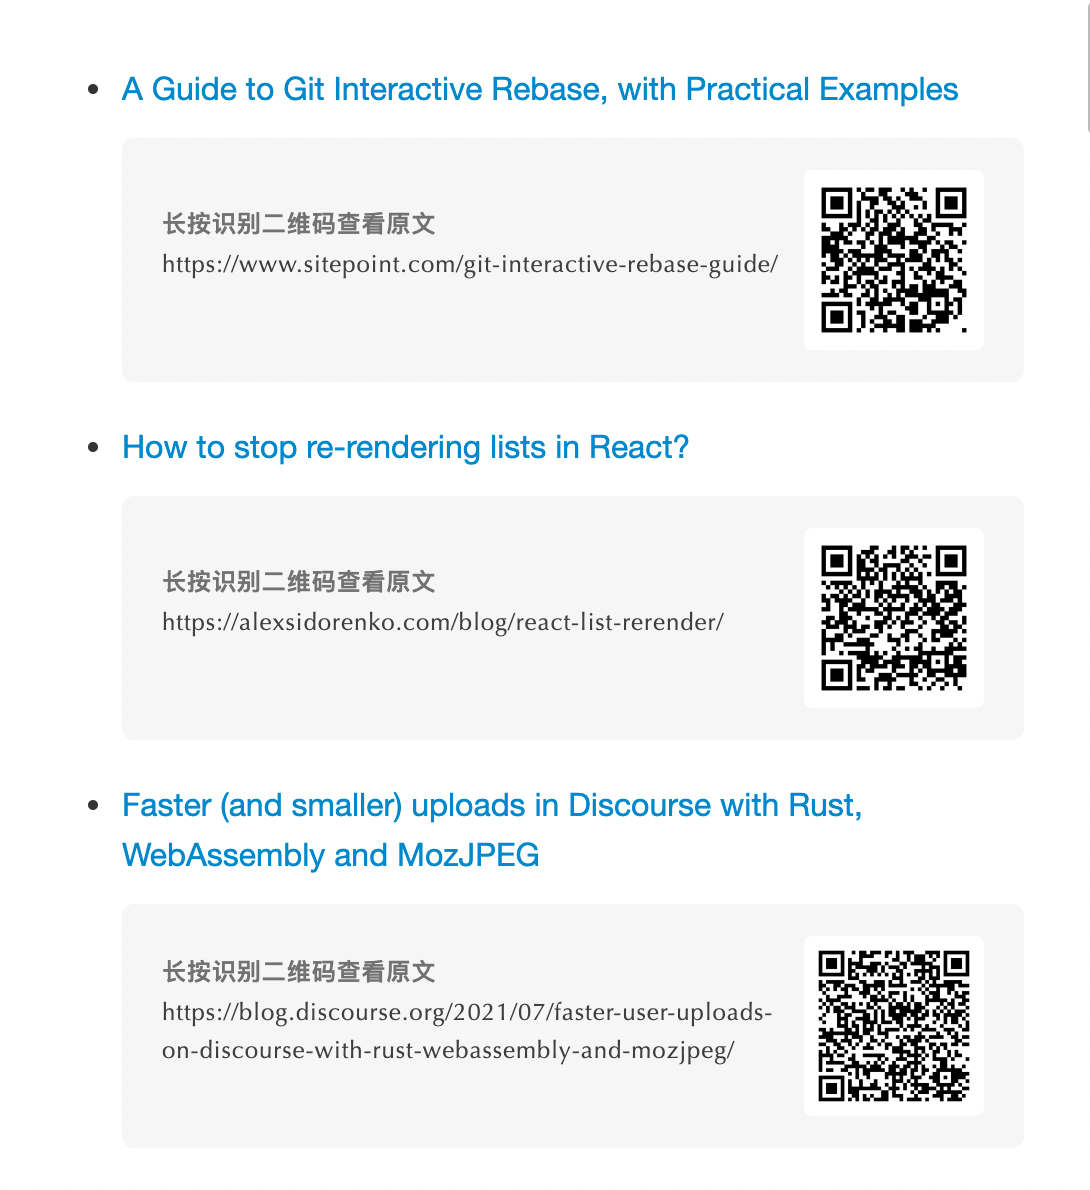 A Guide to Git Interactive Rebase, with Practical Examples
长按识别二维码查看原文
https://www.sitepoint.com/git-interactive-rebase-guide/
How to stop re-rendering lists in React?
长按识别二维码查看原文
https://alexsidorenko.com/blog/react-list-rerender/
Faster (and smaller) uploads in Discourse with Rust,
WebAssembly and MozJPEG
长按识别二维码查看原文
https://blog.discourse.org/2021/07/faster-user-uploads-
on-discourse-with-rust-webassembly-and-mozjpeg/